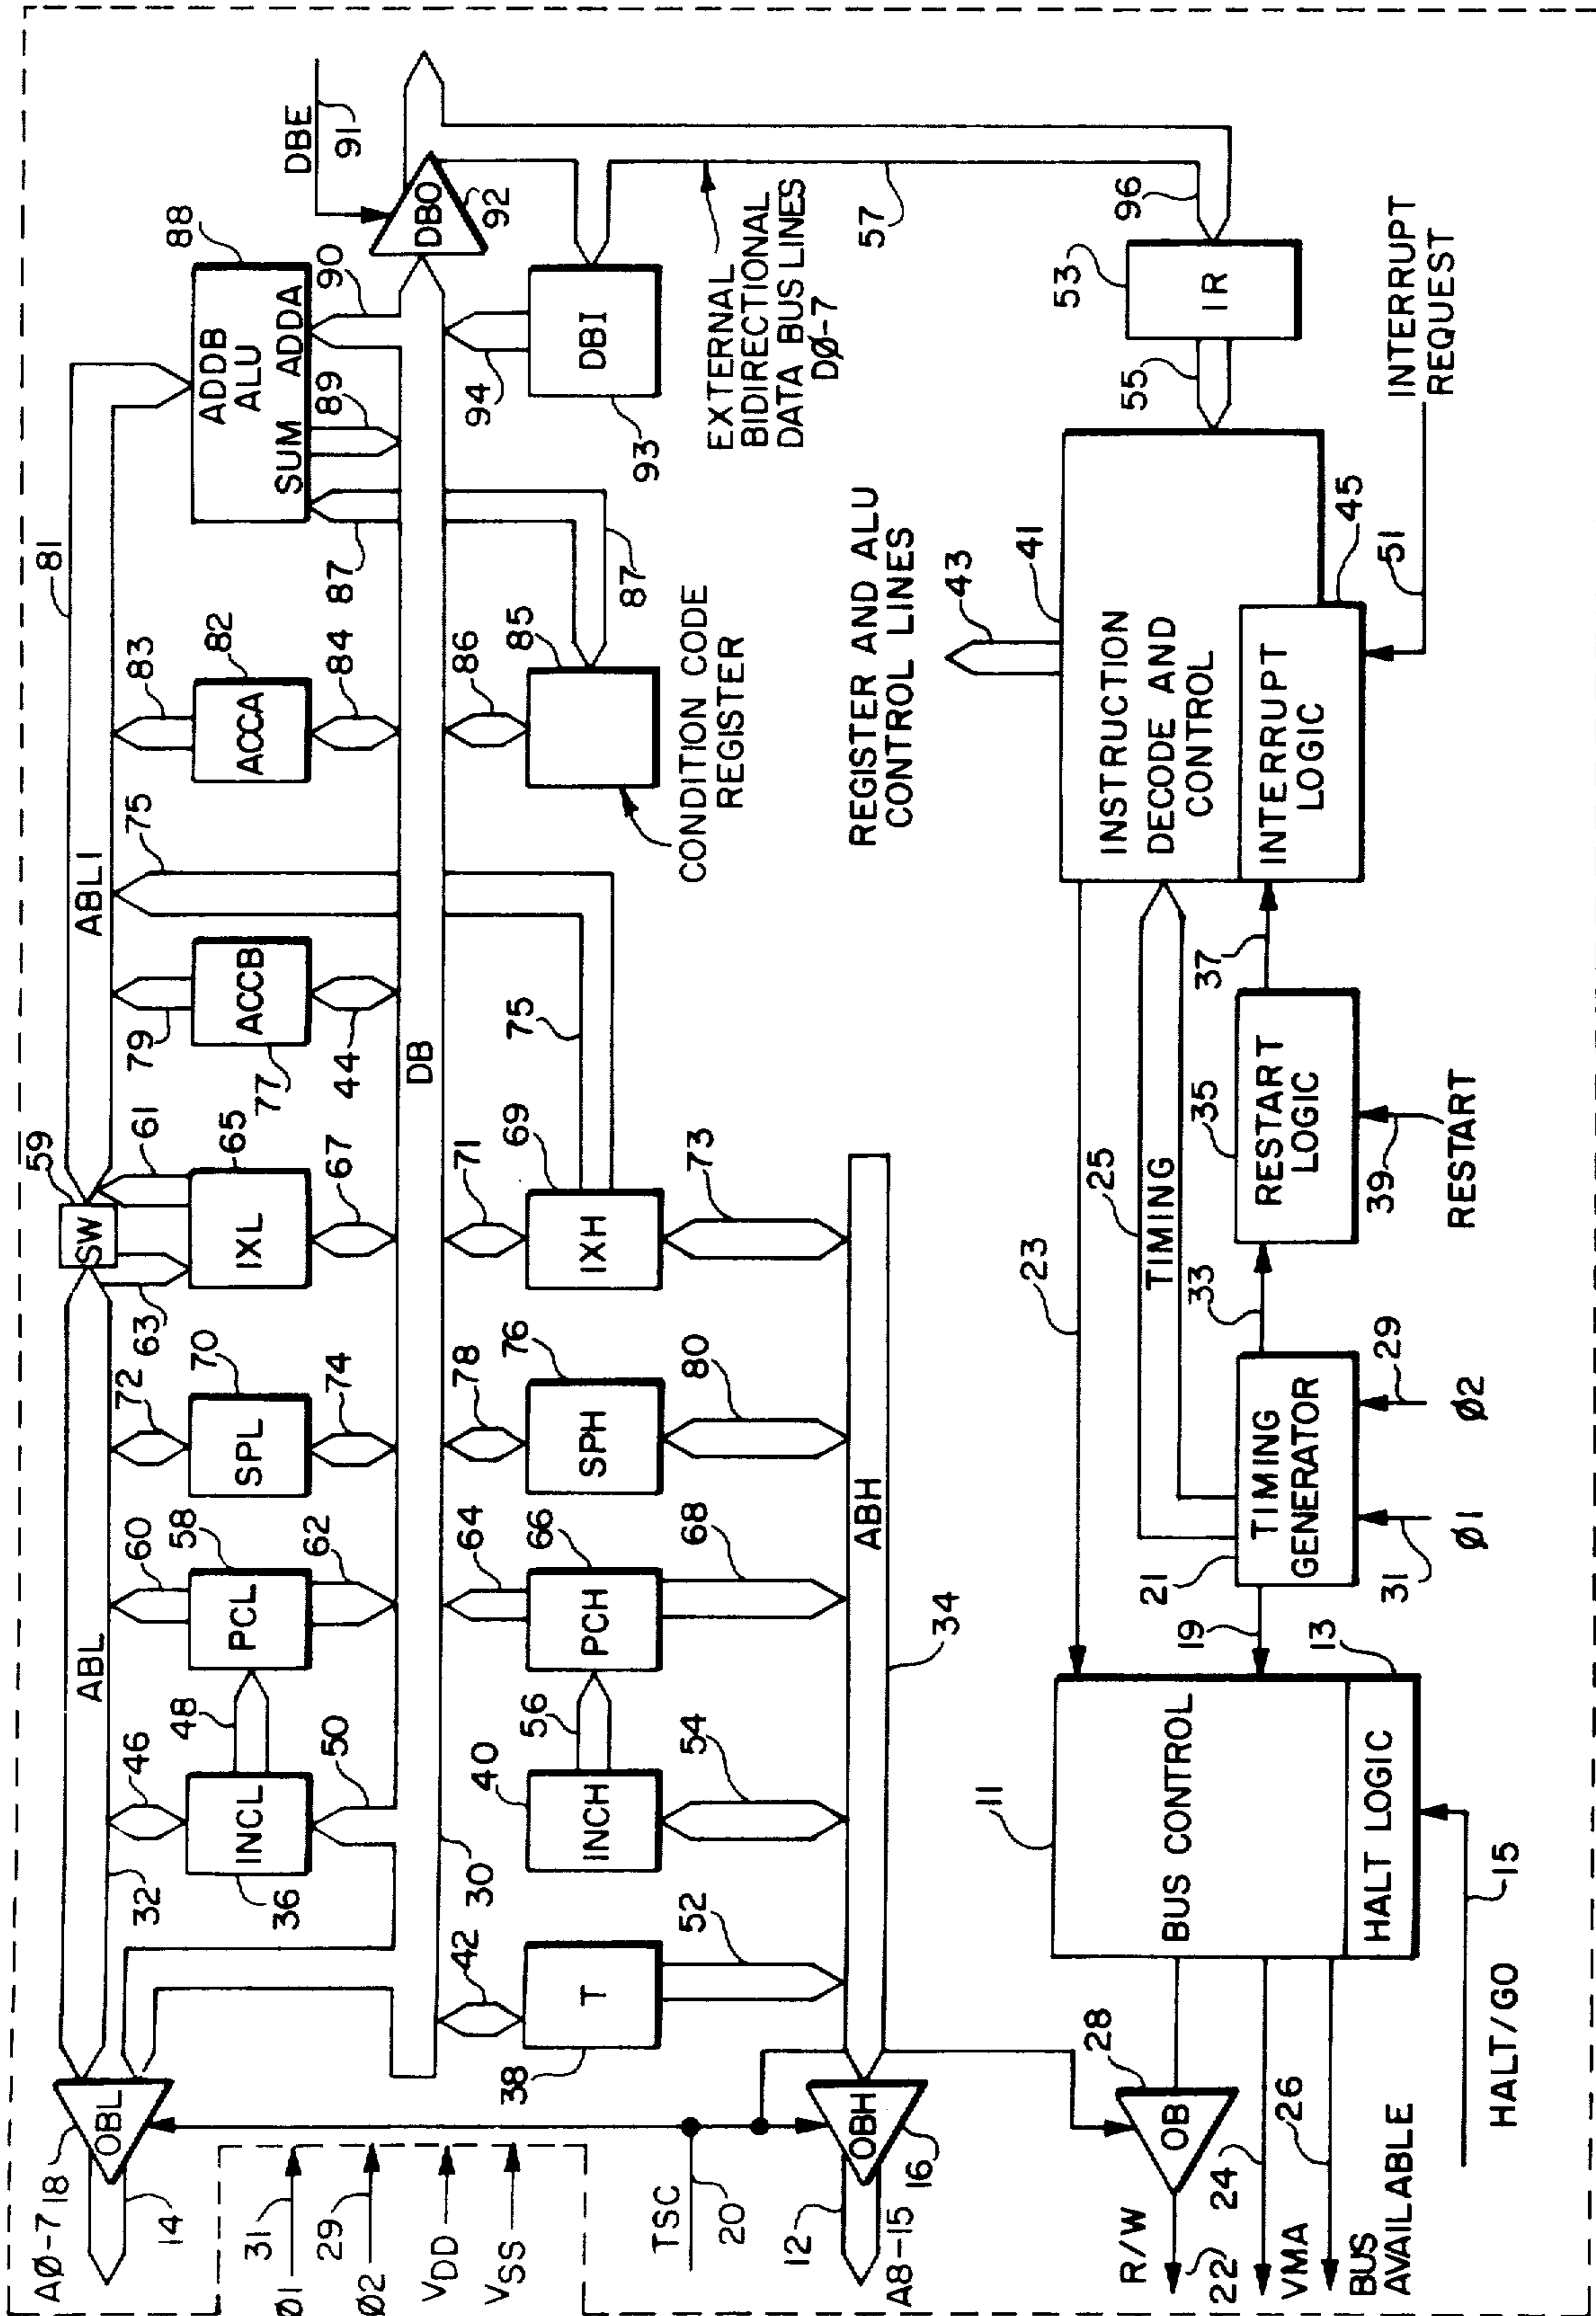 81
59
ABL
ABLI
AØ-7
18
OBL
14
32
46
INCL
36
48
50
60
PCL
58
62
72
SPL
70
74
63
SW
61
IXL
65
67
79
ACCB
77
44
75
83
ACCA
82
84
87
ADDB
ALU
SUM ADDA
88
89
90
DBE
91
DBO
92
Ø1
31
Ø2
29
VDD
VSS
DB
30
42
T
38
52
40
INCH
56
54
64
PCH
66
68
78
SPH
76
80
71
IXH
69
73
75
86
85
87
CONDITION CODE
REGISTER
94
DBI
93
EXTERNAL
BIDIRECTIONAL
DATA BUS LINES
DØ-7
57
TSC
20
12
OBH
16
A8-15
ABH
34
REGISTER AND ALU
CONTROL LINES
43
41
INSTRUCTION
DECODE AND
CONTROL
INTERRUPT
LOGIC
45
55
53
IR
96
INTERRUPT
REQUEST
51
R/W
22
OB
28
24
VMA
26
BUS
AVAILABLE
11
BUS CONTROL
HALT LOGIC
13
HALT/GO
15
23
19
21
TIMING
GENERATOR
25
TIMING
33
31
Ø1
29
Ø2
35
RESTART
LOGIC
37
39
RESTART